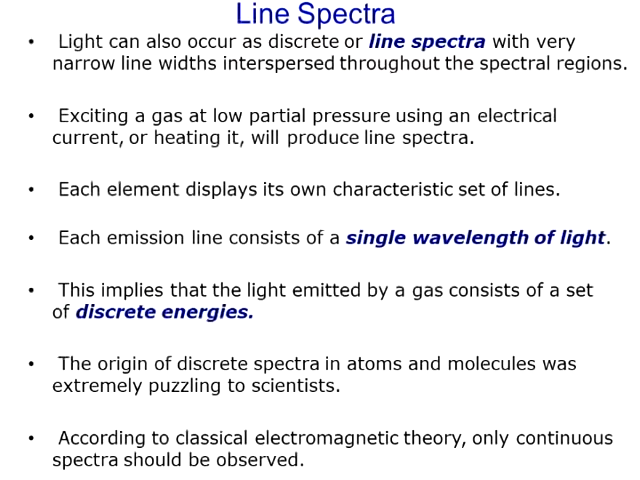 Line Spectra
• Light can also occur as discrete or line spectra with very
narrow line widths interspersed throughout the spectral regions.
• Exciting a gas at low partial pressure using an electrical
current, or heating it, will produce line spectra.
• Each element displays its own characteristic set of lines.
• Each emission line consists of a single wavelength of light.
• This implies that the light emitted by a gas consists of a set
of discrete energies.
• The origin of discrete spectra in atoms and molecules was
extremely puzzling to scientists.
• According to classical electromagnetic theory, only continuous
spectra should be observed.